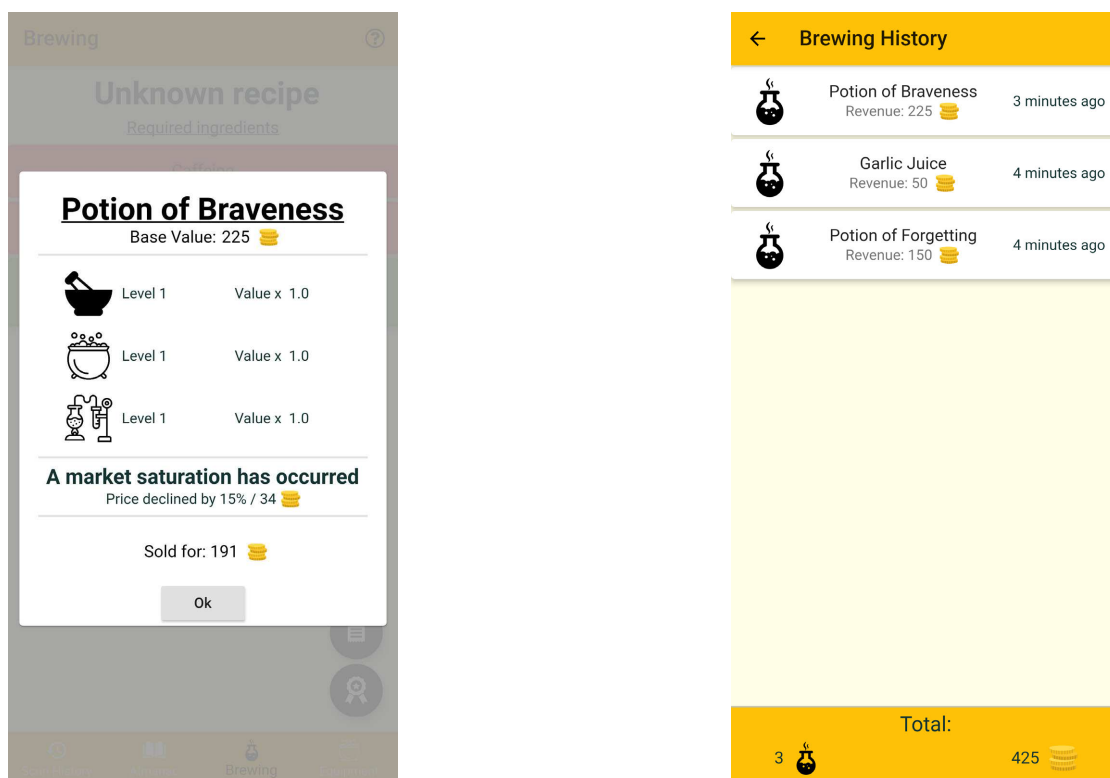 Brewing
Unknown recipe
Required ingredients
Caffeine
Potion of Braveness
Base Value: 225
Level 1 Value x 1.0
Level 1 Value x 1.0
Level 1 Value x 1.0
A market saturation has occurred
Price declined by 15% / 34
Sold for: 191
Ok
Brewing
Brewing History
Potion of Braveness
Revenue: 225
3 minutes ago
Garlic Juice
Revenue: 50
4 minutes ago
Potion of Forgetting
Revenue: 150
4 minutes ago
Total:
3
425